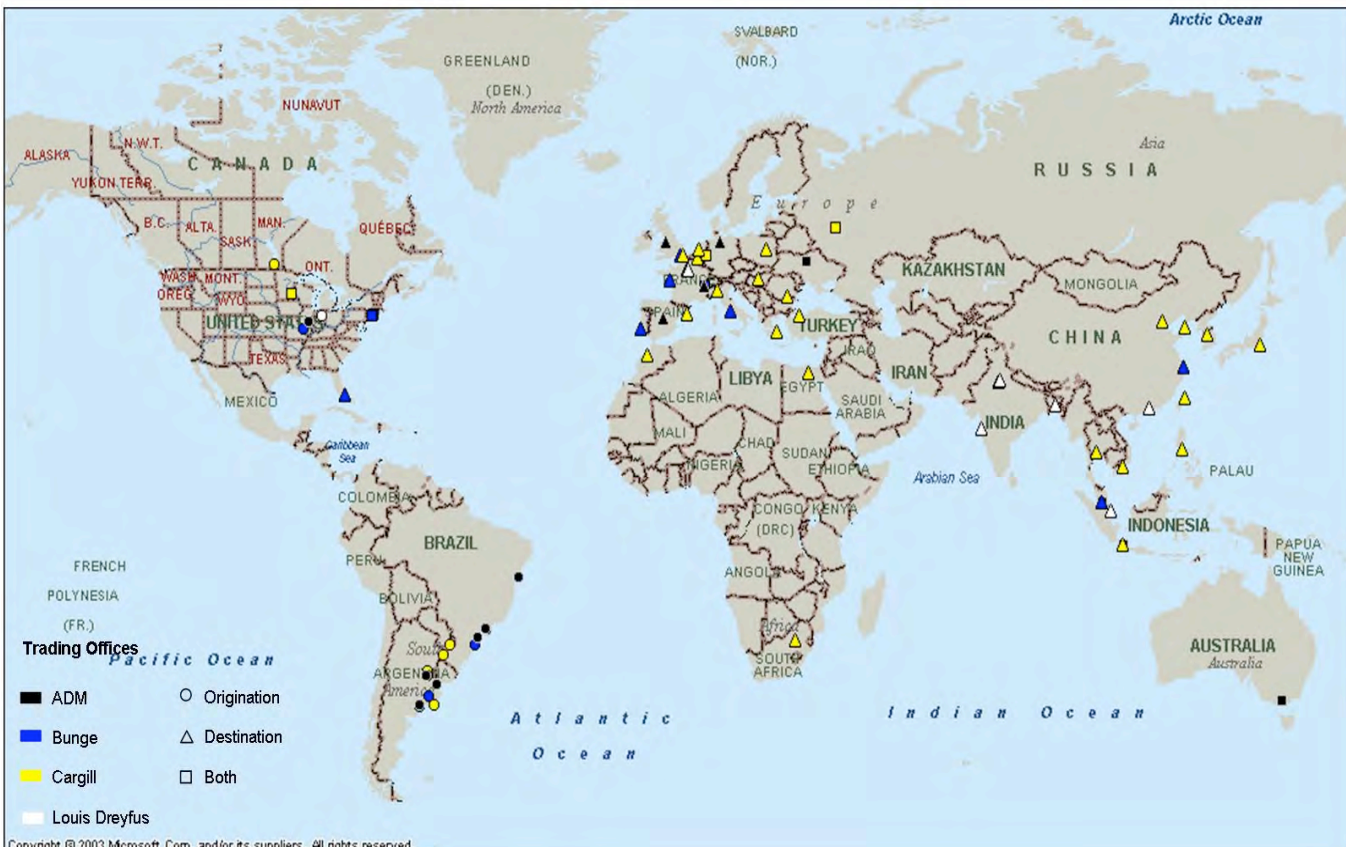 Arctic Ocean
SVALBARD
(NOR.)
GREENLAND
(DEN.)
North America
NUNAVUT
N.W.T.
ALASKA
CANADA
YUKON TERR.
Asia
RUSSIA
Europe
B.C.
ALTA.
SASK.
MAN.
ONT.
QUÉBEC
WASH.
MONT.
OREG.
WYO.
UNITED STATES
TEXAS
MEXICO
FRANCE
SPAIN
KAZAKHSTAN
MONGOLIA
CHINA
TURKEY
IRAQ
IRAN
LIBYA
EGYPT
ALGERIA
SAUDI
ARABIA
INDIA
MALI
CHAD
SUDAN
NIGERIA
ETHIOPIA
Arabian Sea
PALAU
Caribbean
Sea
COLOMBIA
CONGO
(DRC)
KENYA
INDONESIA
PAPUA
NEW
GUINEA
BRAZIL
PERU
ANGOLA
BOLIVIA
FRENCH
POLYNESIA
(FR.)
Africa
SOUTH
AFRICA
AUSTRALIA
Australia
South
ARGENTINA
America
Pacific Ocean
Atlantic
Ocean
Indian Ocean
Trading Offices
ADM
Origination
Bunge
Destination
Cargill
Both
Louis Dreyfus
Copyright © 2003 Microsoft Corp. and/or its suppliers. All rights reserved.